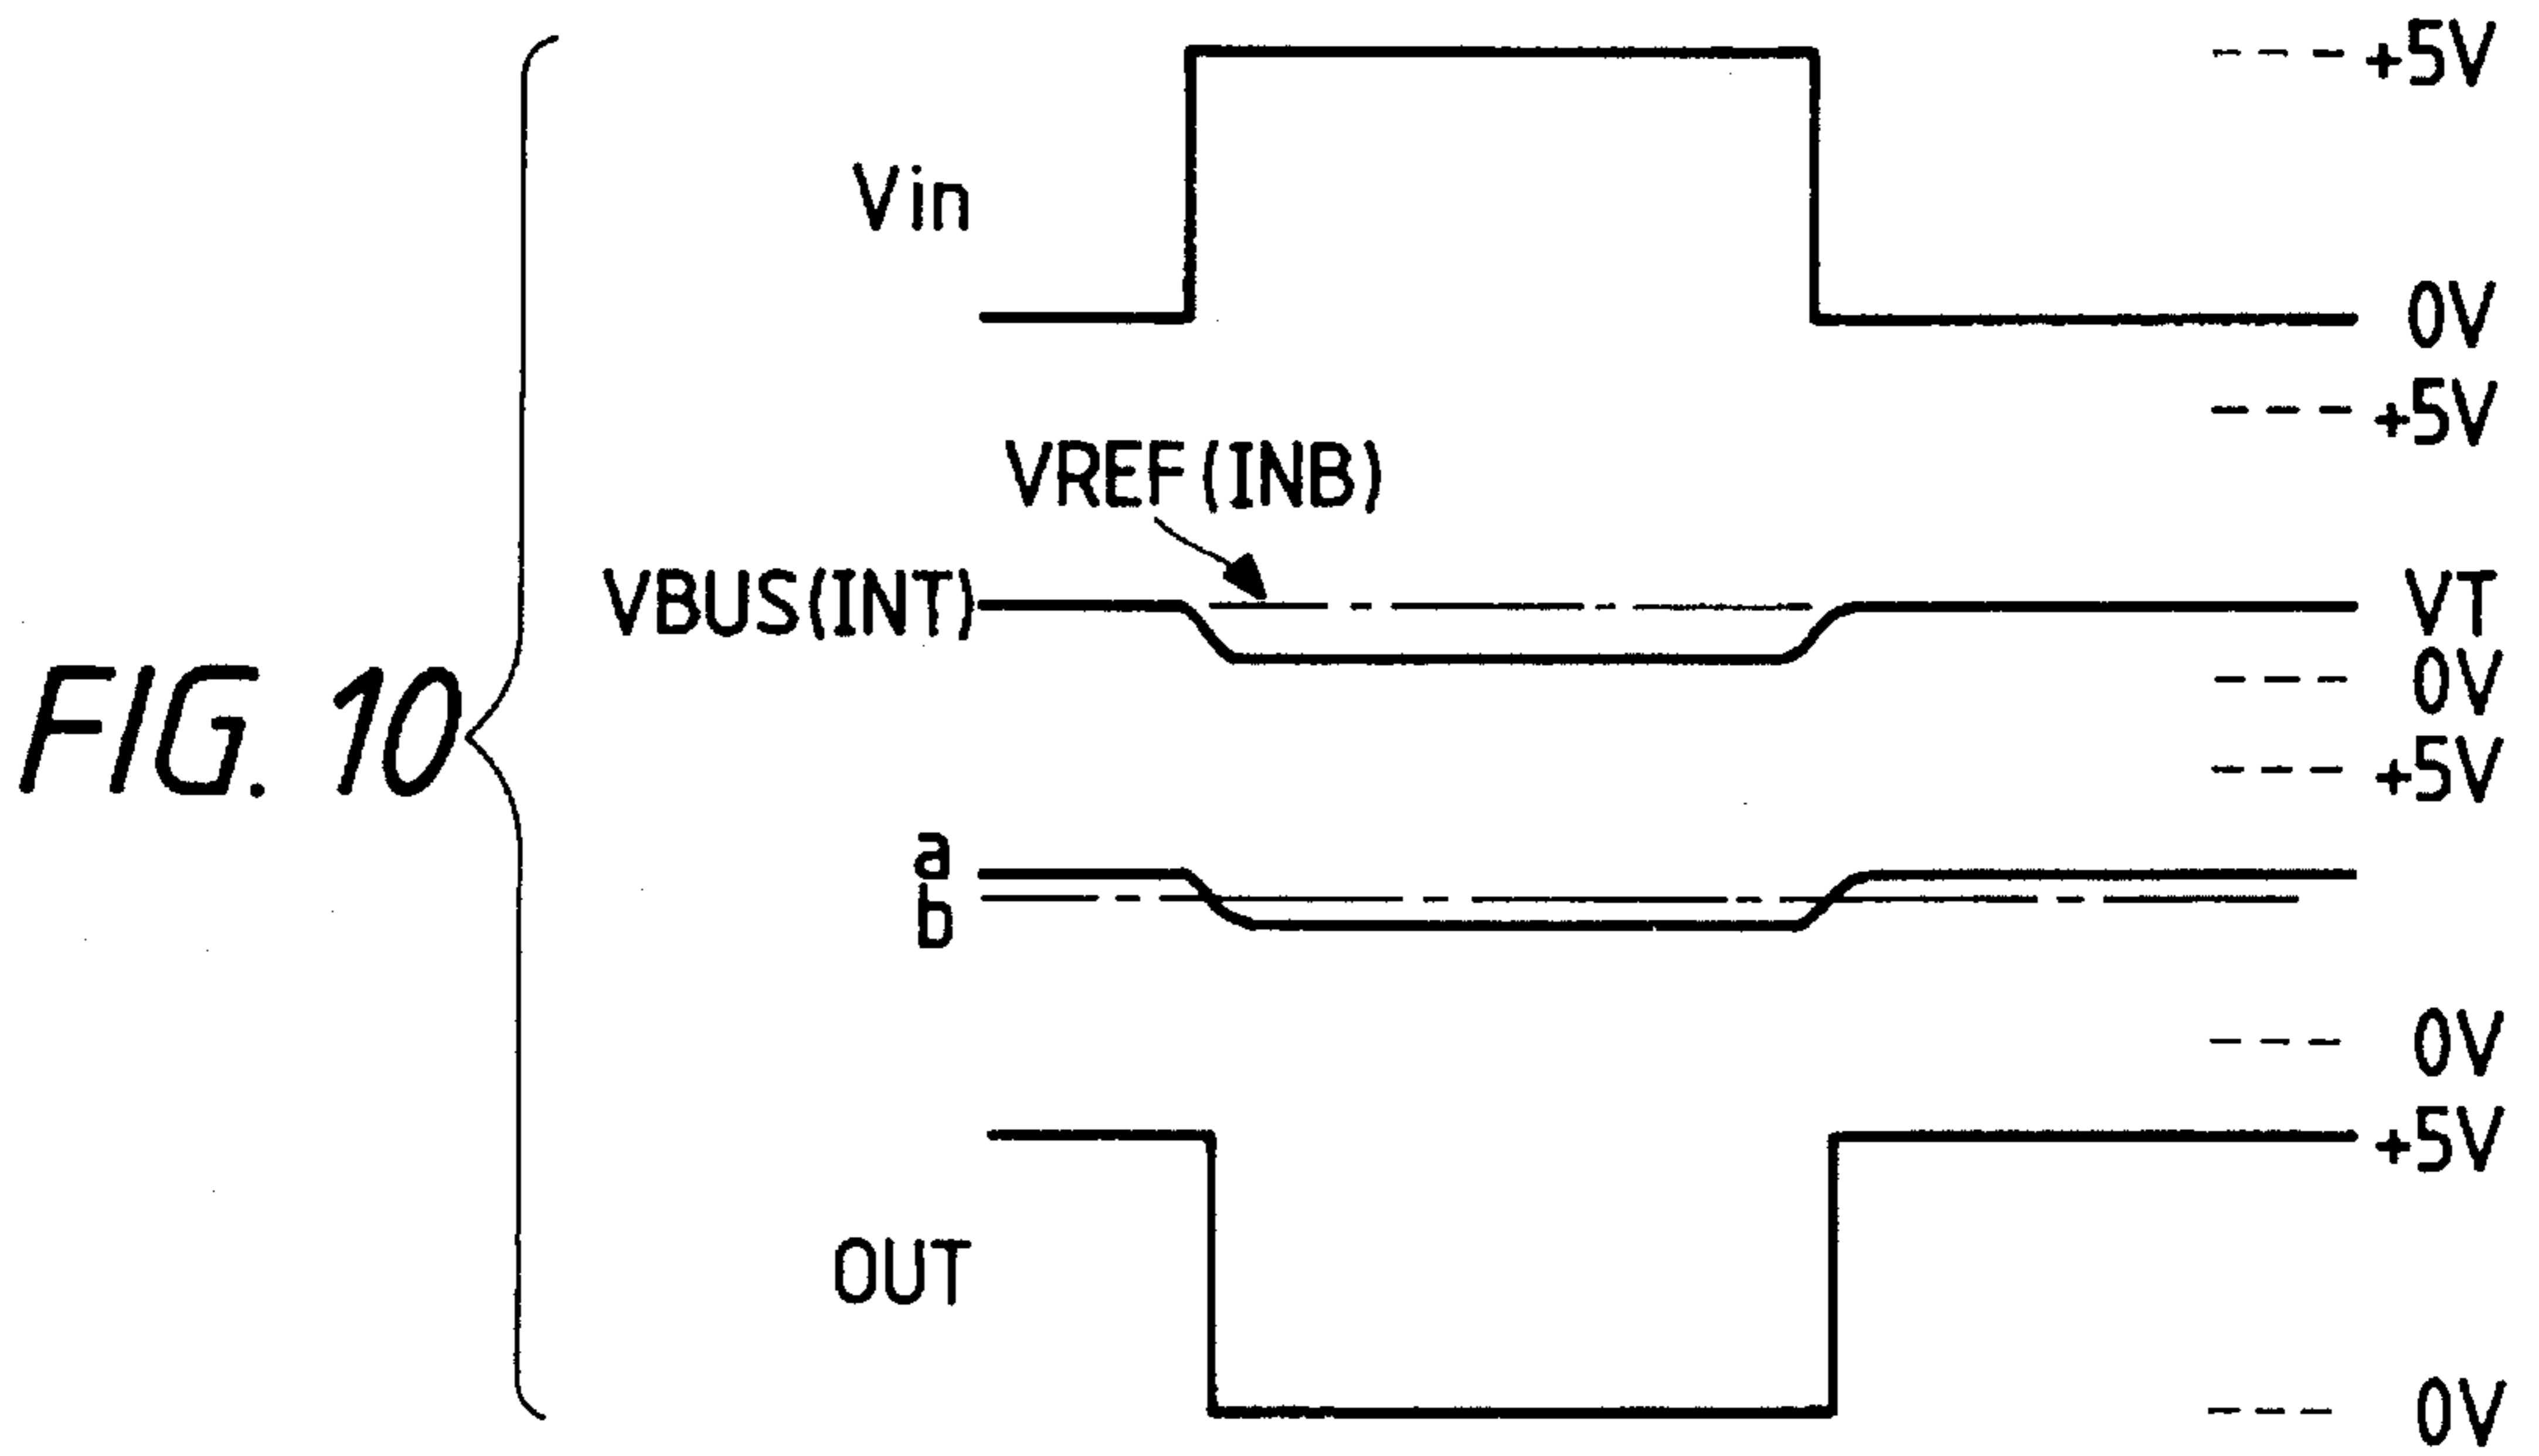 +5V
Vin
0V
+5V
VREF(INB)
VBUS(INT)
VT
0V
FIG. 10
+5V
a
b
0V
+5V
OUT
0V